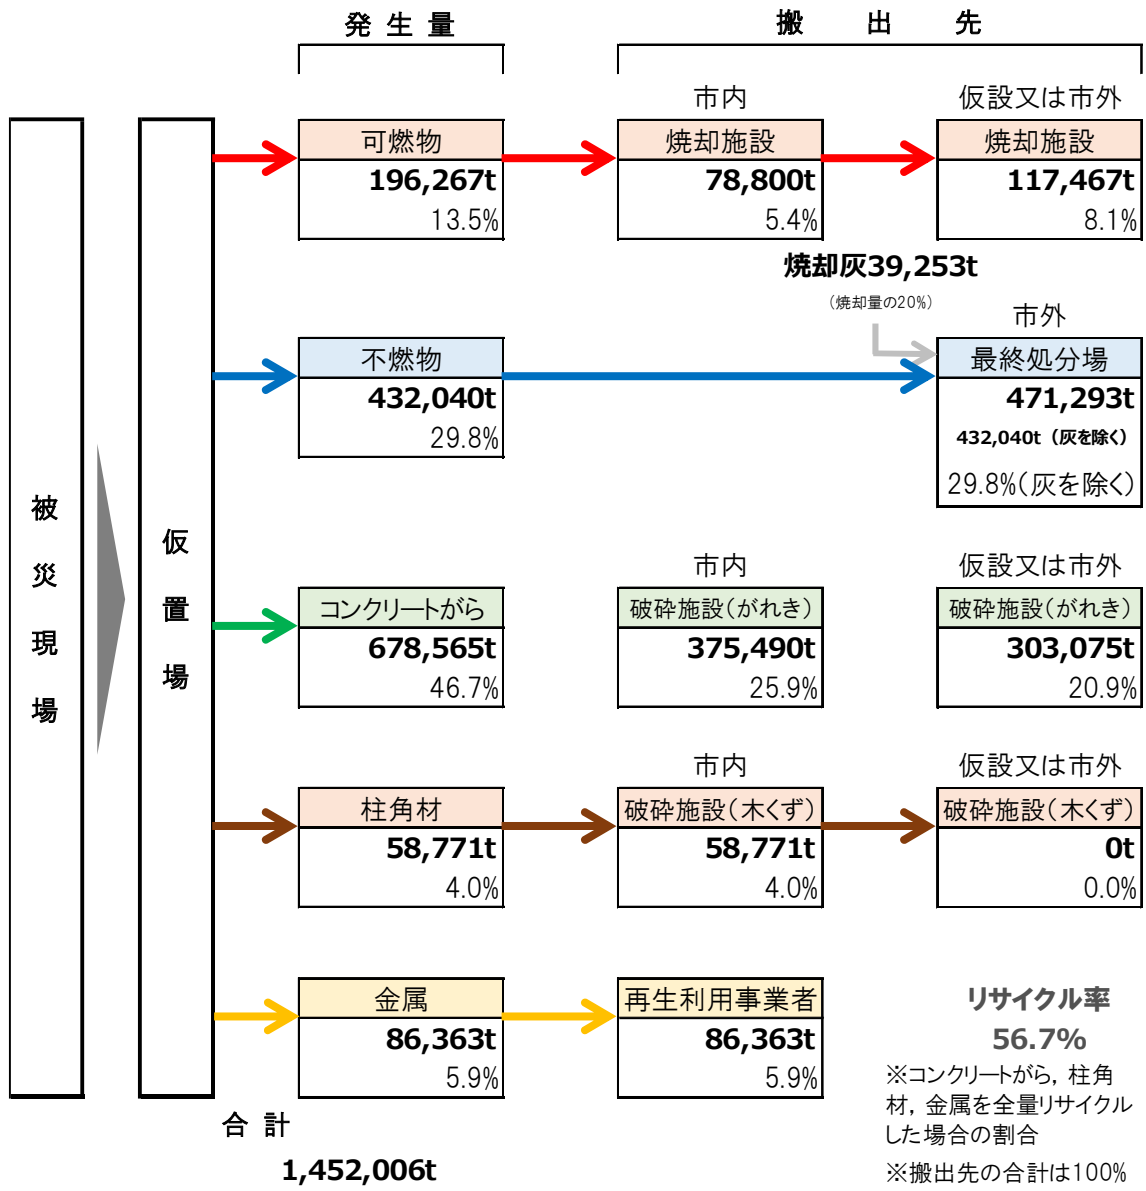 発生量
搬出先
被災現場
仮置場
市内
仮設又は市外
可燃物
焼却施設
焼却施設
196,267t
78,800t
117,467t
13.5%
5.4%
8.1%
焼却灰39,253t
(焼却量の20%)
市外
不燃物
最終処分場
432,040t
471,293t
29.8%
432,040t（灰を除く）
29.8%(灰を除く)
市内
仮設又は市外
コンクリートがら
破砕施設(がれき)
破砕施設(がれき)
678,565t
375,490t
303,075t
46.7%
25.9%
20.9%
市内
仮設又は市外
柱角材
破砕施設(木くず)
破砕施設(木くず)
58,771t
58,771t
0t
4.0%
4.0%
0.0%
金属
再生利用事業者
86,363t
86,363t
5.9%
5.9%
リサイクル率
56.7%
※コンクリートがら，柱角
材，金属を全量リサイクル
した場合の割合
※搬出先の合計は100%
合計
1,452,006t